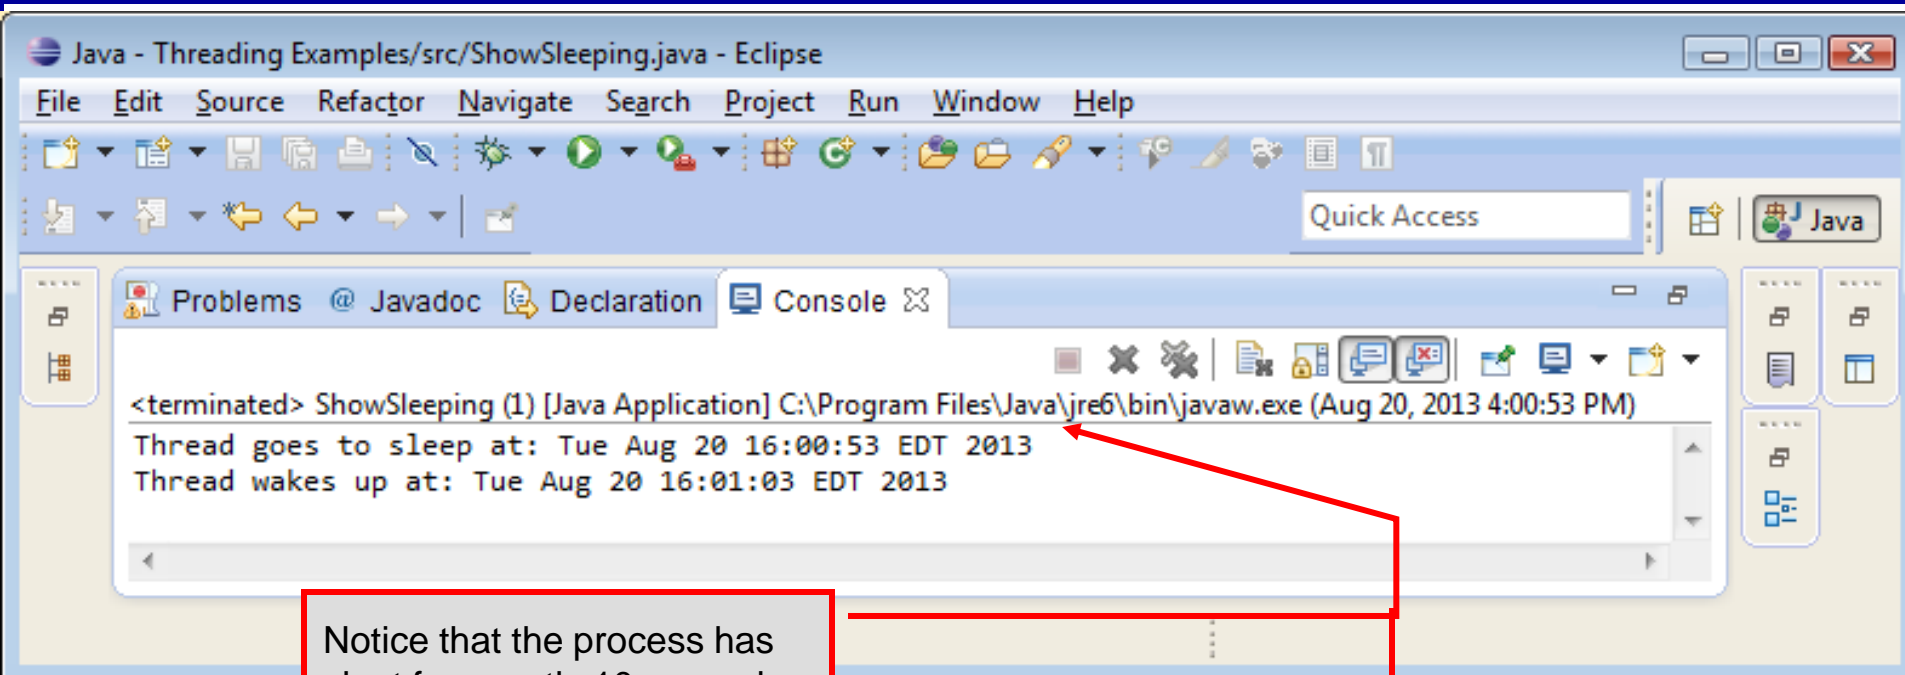 Java - Threading Examples/src/ShowSleeping.java - Eclipse
File Edit Source Refactor Navigate Search Project Run Window Help
Quick Access
Java
Problems @ Javadoc Declaration Console
<terminated> ShowSleeping (1) [Java Application] C:\Program Files\Java\jre6\bin\javaw.exe (Aug 20, 2013 4:00:53 PM)
Thread goes to sleep at: Tue Aug 20 16:00:53 EDT 2013
Thread wakes up at: Tue Aug 20 16:01:03 EDT 2013
Notice that the process has